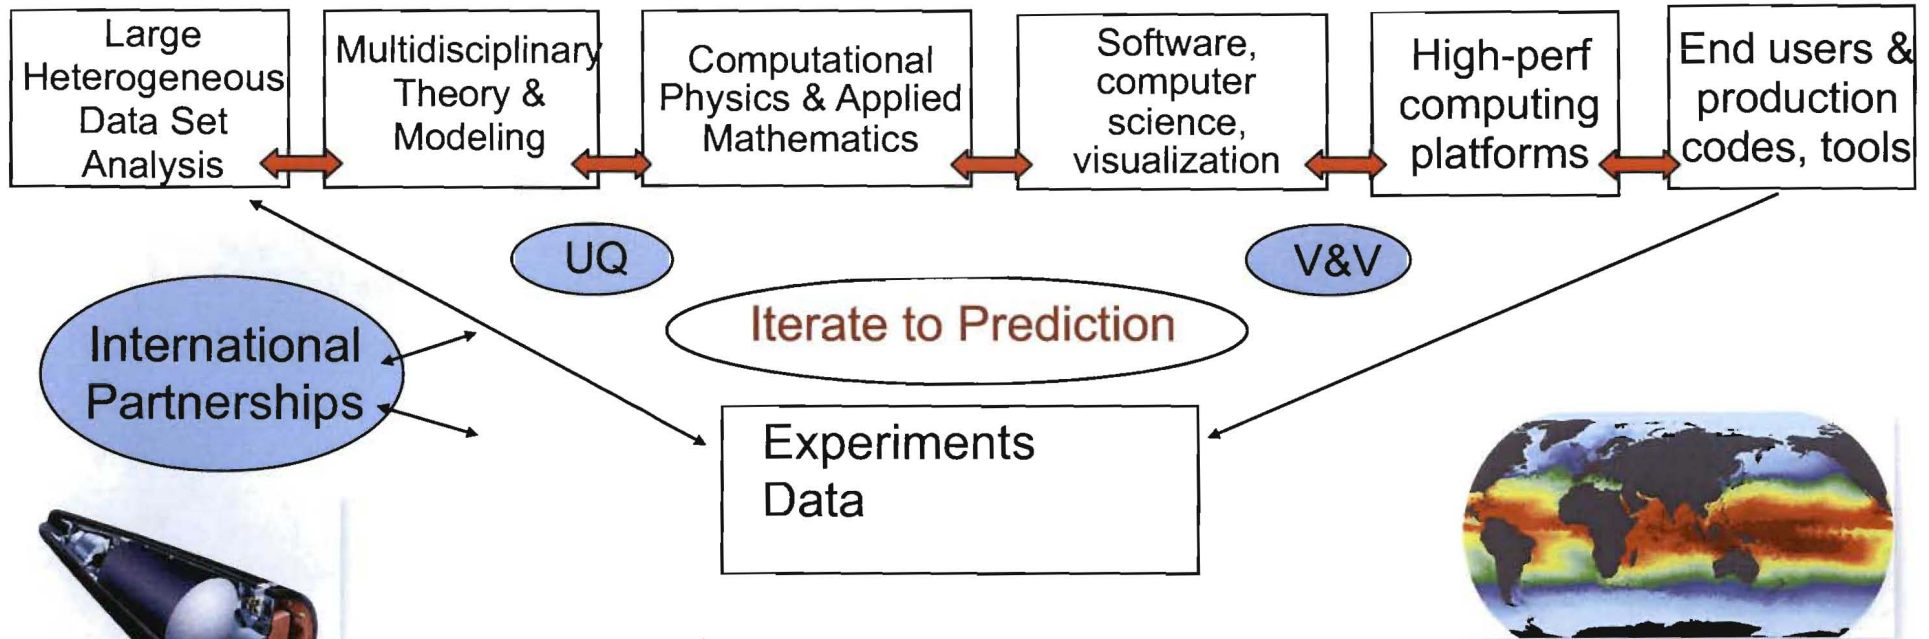 Large
Heterogeneous
Data Set
Analysis
Multidisciplinary
Theory &
Modeling
Computational
Physics & Applied
Mathematics
Software,
computer
science,
visualization
High-perf
computing
platforms
End users &
production
codes, tools
UQ
V&V
Iterate to Prediction
International
Partnerships
Experiments
Data